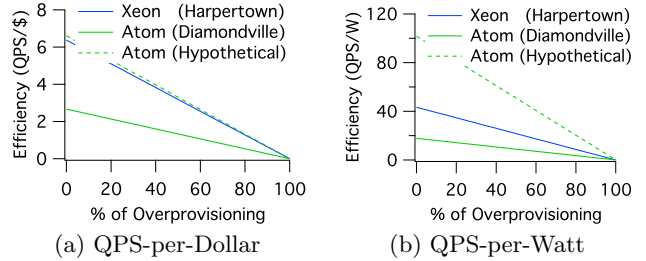 8
6
4
2
0
Efficiency (QPS/$)
Xeon (Harpertown)
Atom (Diamondville)
Atom (Hypothetical)
0 20 40 60 80 100
% of Overprovisioning
(a) QPS-per-Dollar
120
80
40
0
Efficiency (QPS/W)
Xeon (Harpertown)
Atom (Diamondville)
Atom (Hypothetical)
0 20 40 60 80 100
% of Overprovisioning
(b) QPS-per-Watt